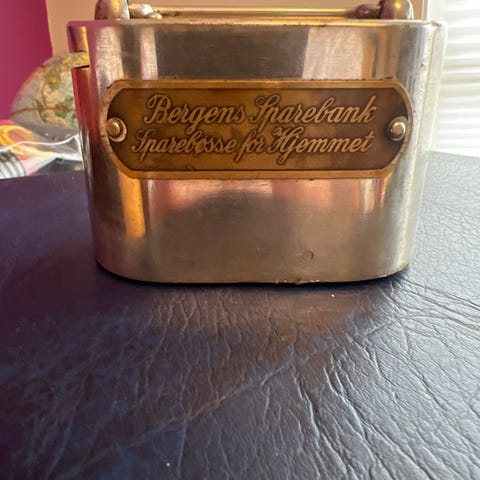 Bergens Sparebank
Sparebøsse for Hjemmet